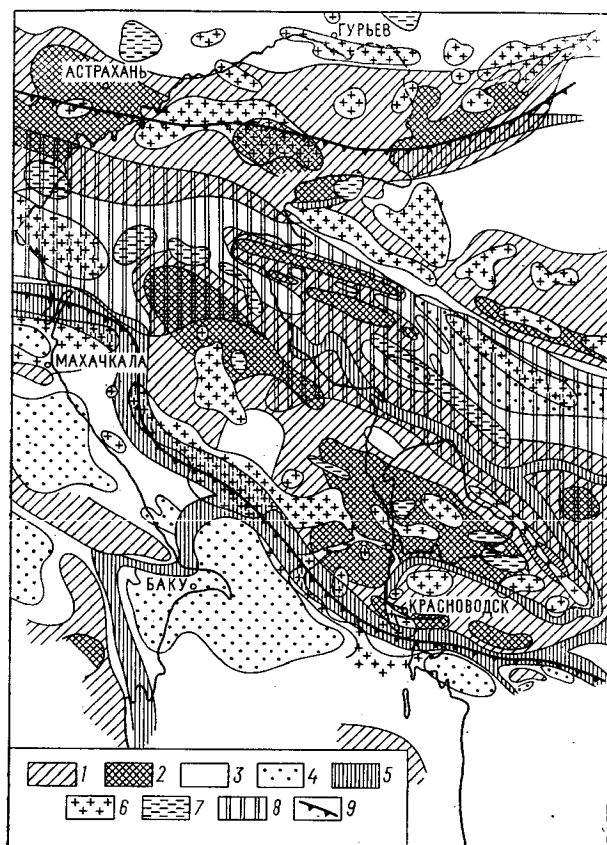 ГУРЬЕВ
АСТРАХАНЬ
МАХАЧКАЛА
БАКУ
КРАСНОВОДСК
1 2 3 4 5
6 7 8 9